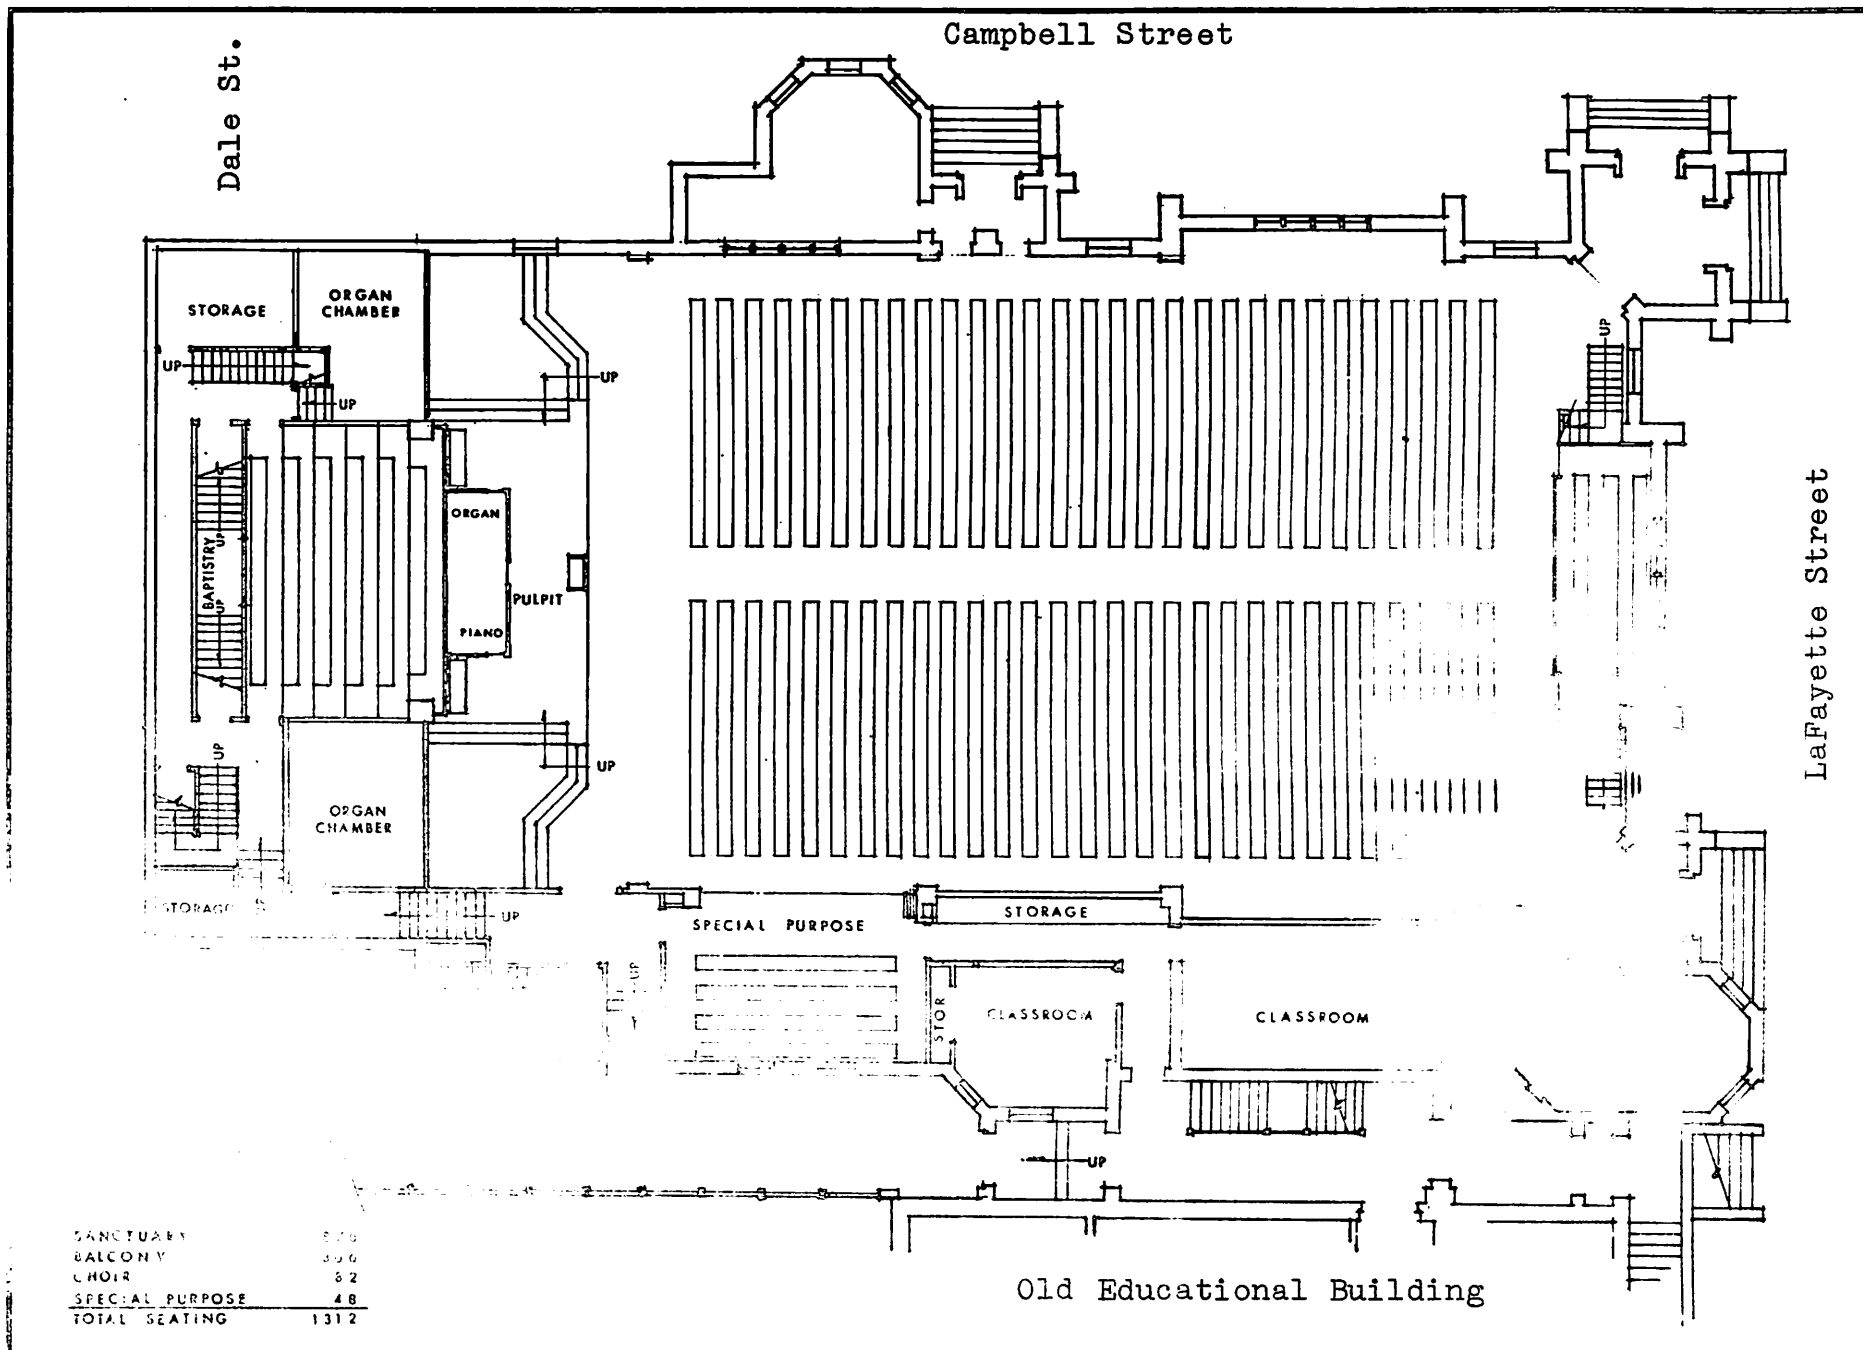 Campbell Street
Dale St.
STORAGE
ORGAN
CHAMBER
UP
UP
UP
UP
ORGAN
BAPTISTRY
UP
UP
PULPIT
PIANO
LaFayette Street
UP
UP
ORGAN
CHAMBER
STORAGE
UP
SPECIAL PURPOSE
STORAGE
UP
STOR
CLASSROOM
CLASSROOM
UP
SANCTUARY
BALCONY
CHOIR 82
SPECIAL PURPOSE 48
TOTAL SEATING 1312
Old Educational Building